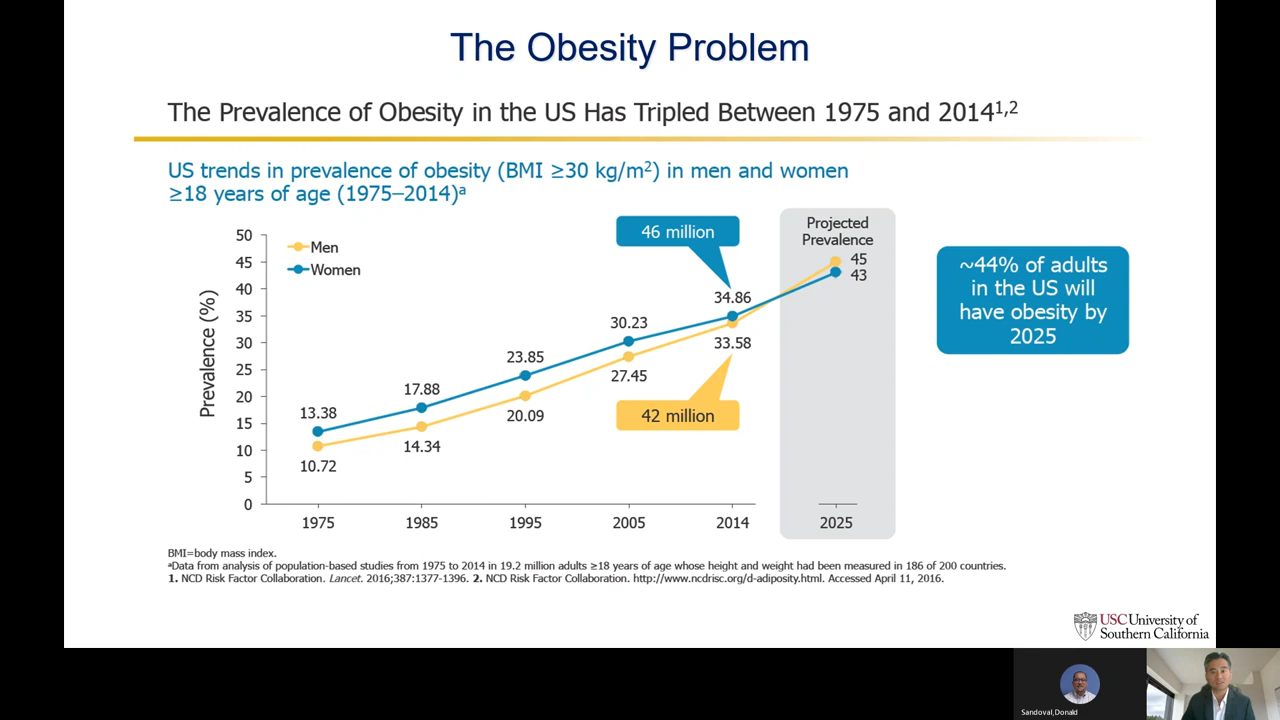 The Obesity Problem
The Prevalence of Obesity in the US Has Tripled Between 1975 and 2014¹,²
US trends in prevalence of obesity (BMI ≥30 kg/m²) in men and women
≥18 years of age (1975–2014)ᵃ
Prevalence (%)
50
45
40
35
30
25
20
15
10
5
0
Men
Women
13.38
10.72
17.88
14.34
23.85
20.09
30.23
27.45
46 million
34.86
33.58
42 million
Projected
Prevalence
45
43
1975
1985
1995
2005
2014
2025
~44% of adults
in the US will
have obesity by
2025
BMI=body mass index.
ᵃData from analysis of population-based studies from 1975 to 2014 in 19.2 million adults ≥18 years of age whose height and weight had been measured in 186 of 200 countries.
1. NCD Risk Factor Collaboration. Lancet. 2016;387:1377-1396. 2. NCD Risk Factor Collaboration. http://www.ncdrisc.org/d-adiposity.html. Accessed April 11, 2016.
USC University of
Southern California
Sandoval,Donald